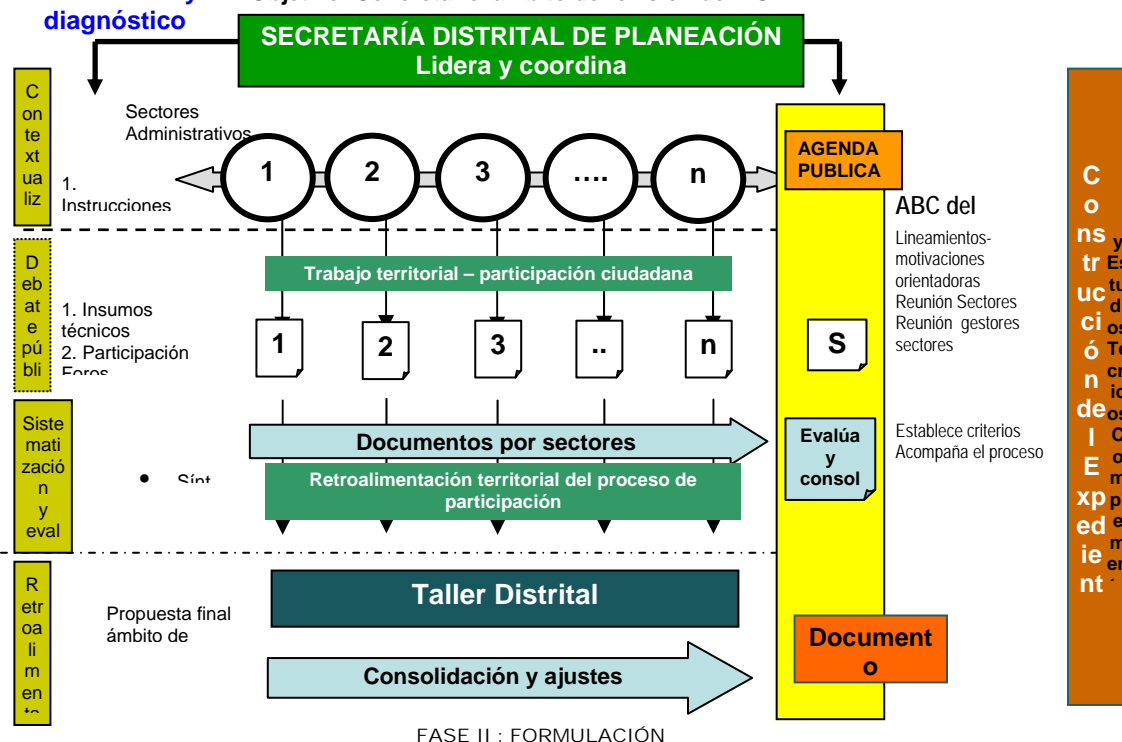 diagnóstico
SECRETARÍA DISTRITAL DE PLANEACIÓN
Lidera y coordina
C
on
te
xt
ua
liz
Sectores
Administrativos
1.
Instrucciones
1
2
3
....
n
AGENDA
PUBLICA
ABC del
Lineamientos-
motivaciones
orientadoras
Reunión Sectores
Reunión gestores
sectores
D
eb
at
e
pú
bli
1. Insumos
técnicos
2. Participación
Foros
Trabajo territorial – participación ciudadana
1
2
3
..
n
S
Siste
mati
zació
n
y
eval
• Sínt
Documentos por sectores
Evalúa
y
consol
Establece criterios
Acompaña el proceso
Retroalimentación territorial del proceso de
participación
R
etr
oa
li
m
en
Propuesta final
ámbito de
Taller Distrital
Consolidación y ajustes
Document
o
C
o
ns
tr
uc
ci
ó
n
de
l
E
xp
ed
ie
nt
FASE II : FORMULACIÓN